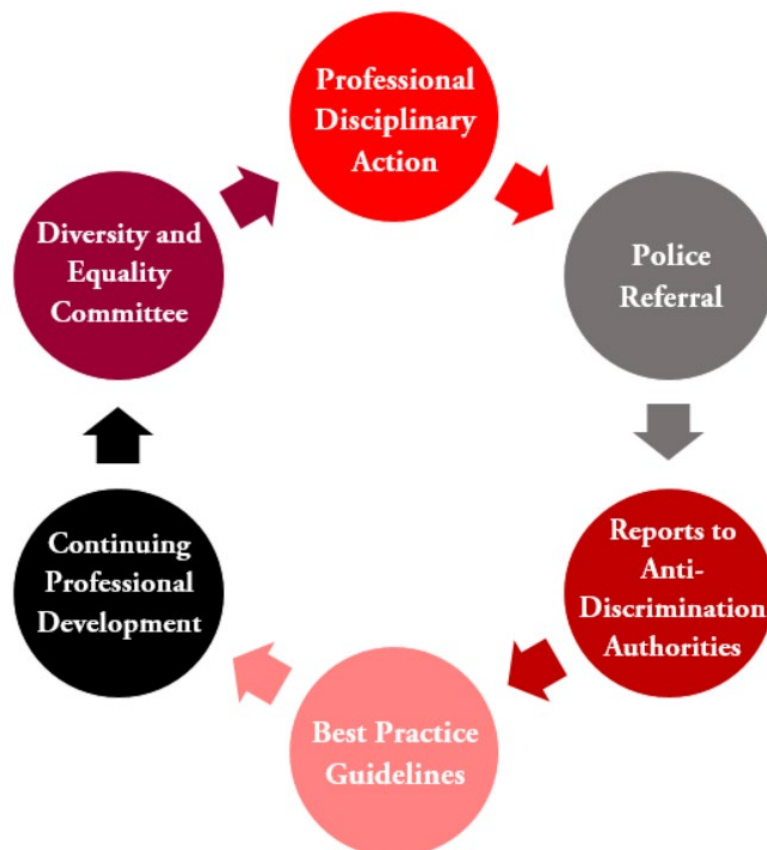 Professional
Disciplinary
Action
Police
Referral
Reports to
Anti-
Discrimination
Authorities
Best Practice
Guidelines
Continuing
Professional
Development
Diversity and
Equality
Committee